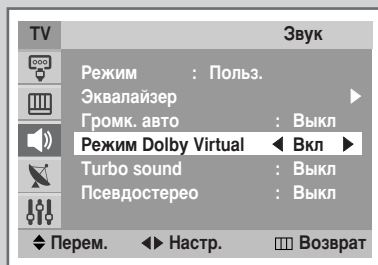 TV Звук
Режим : Польз.
Эквалайзер
Громк. авто : Выкл
Режим Dolby Virtual Вкл
Turbo sound : Выкл
Псевдостерео : Выкл
Перем. Настр. Возврат